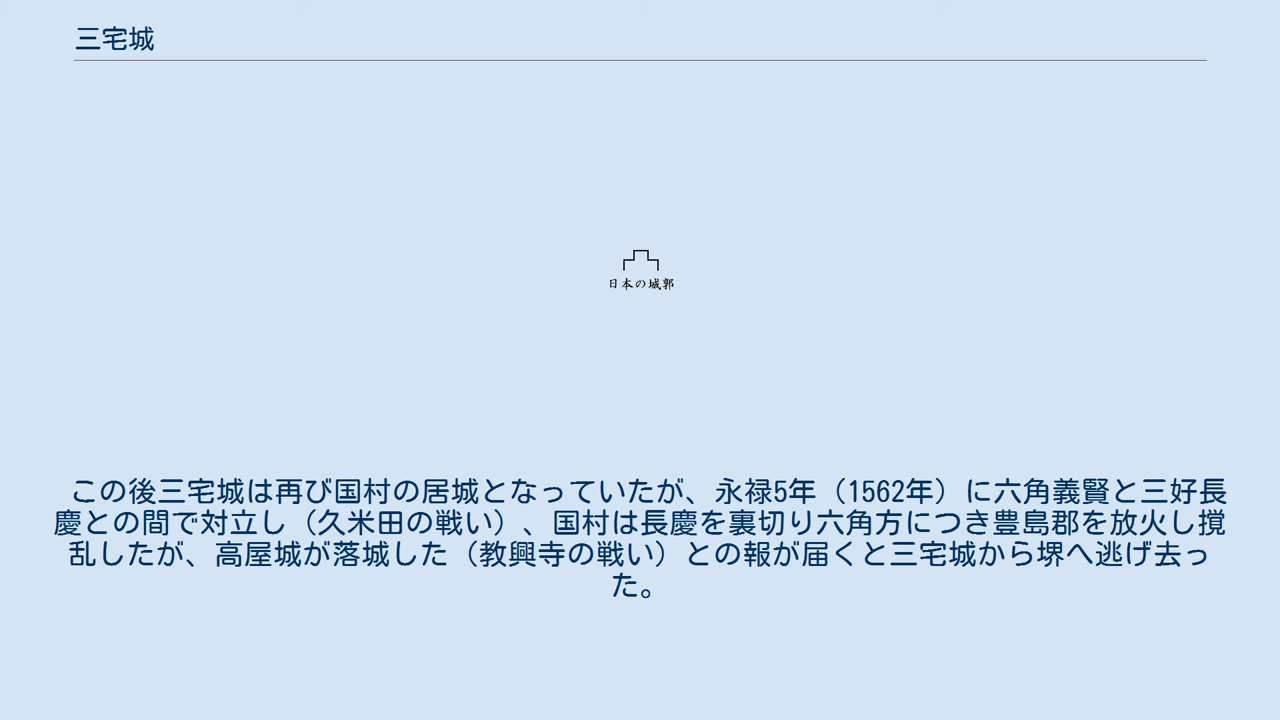 三宅城
日本の城郭
この後三宅城は再び国村の居城となっていたが、永禄5年（1562年）に六角義賢と三好長
慶との間で対立し（久米田の戦い）、国村は長慶を裏切り六角方につき豊島郡を放火し撹
乱したが、高屋城が落城した（教興寺の戦い）との報が届くと三宅城から堺へ逃げ去っ
た。